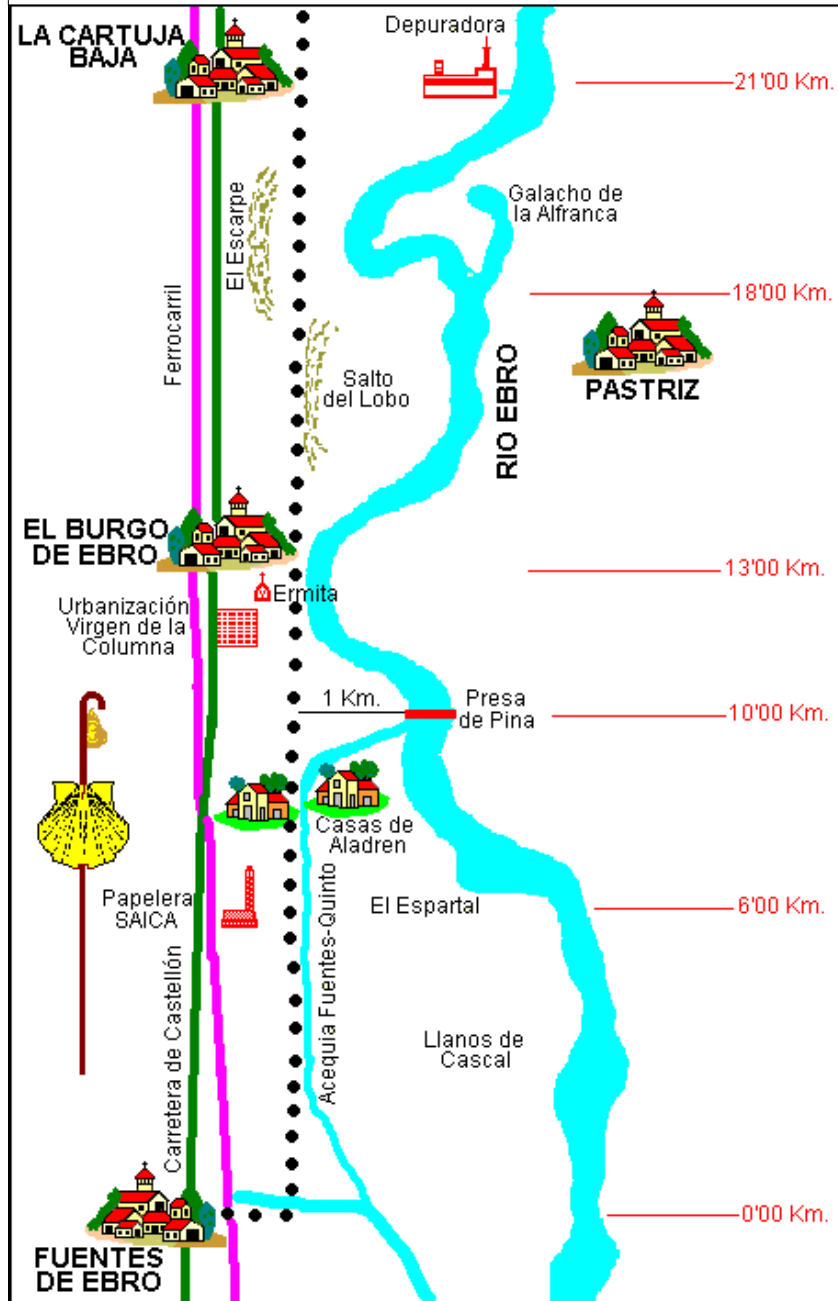 LA CARTUJA
BAJA
Depuradora
21'00 Km.
Galacho de
la Alfranca
El Escarpe
18'00 Km.
Ferrocarril
Salto
del Lobo
RIO EBRO
PASTRIZ
EL BURGO
DE EBRO
13'00 Km.
Ermita
Urbanización
Virgen de la
Columna
1 Km.
Presa
de Pina
10'00 Km.
Casas de
Aladren
Papelera
SAICA
El Espartal
6'00 Km.
Acequia Fuentes-Quinto
Llanos de
Cascal
Carretera de Castellón
0'00 Km.
FUENTES
DE EBRO